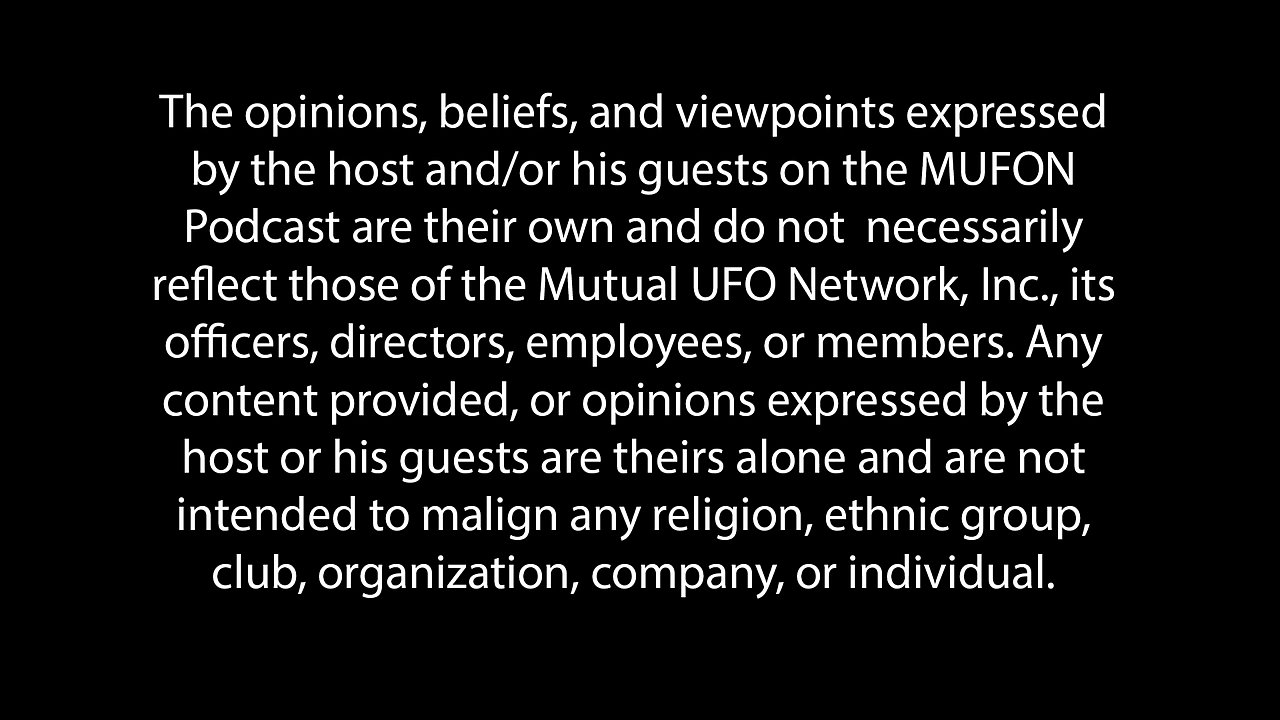 The opinions, beliefs, and viewpoints expressed
by the host and/or his guests on the MUFON
Podcast are their own and do not  necessarily
reflect those of the Mutual UFO Network, Inc., its
officers, directors, employees, or members. Any
content provided, or opinions expressed by the
host or his guests are theirs alone and are not
intended to malign any religion, ethnic group,
club, organization, company, or individual.